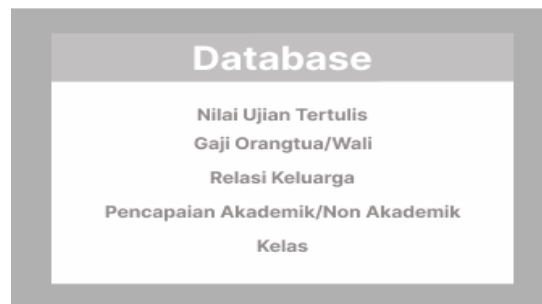 Database
Nilai Ujian Tertulis
Gaji Orangtua/Wali
Relasi Keluarga
Pencapaian Akademik/Non Akademik
Kelas